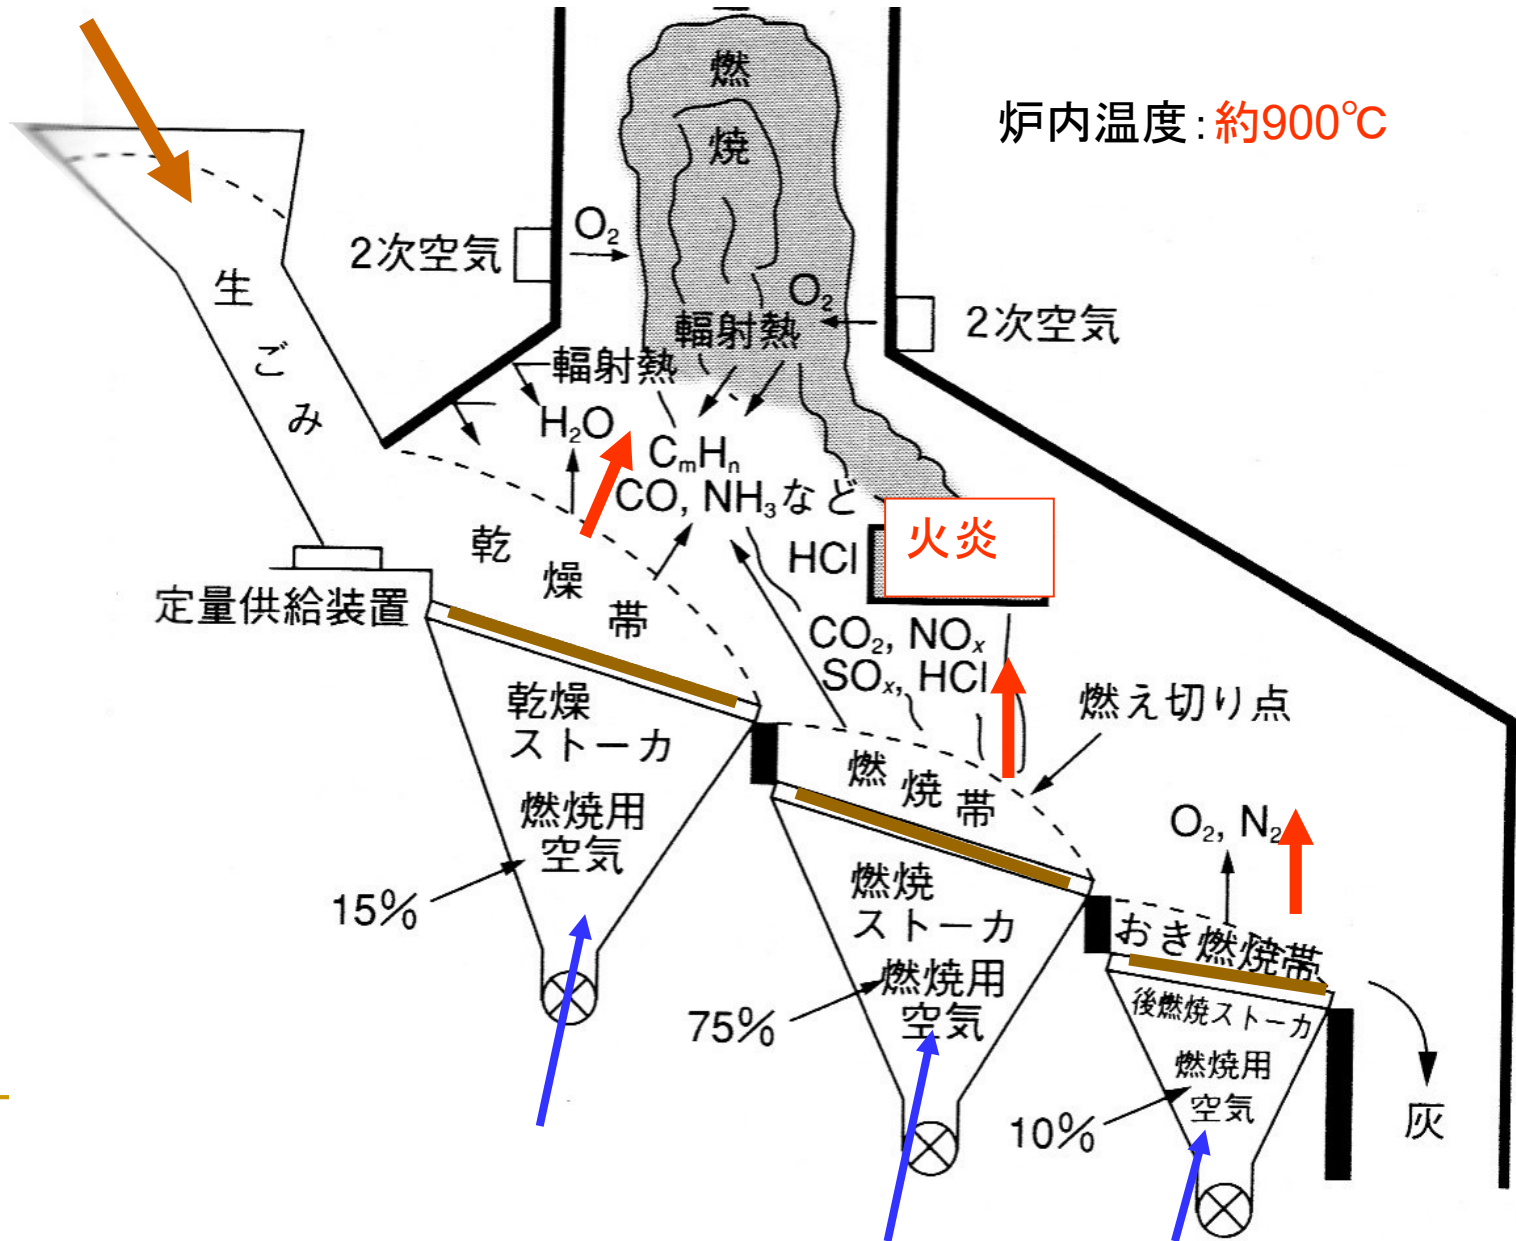 炉内温度：約900℃
燃
焼
O₂
2次空気
O₂
2次空気
輻射熱
輻射熱
生ごみ
H₂O
CmHn
CO, NH₃など
火炎
HCl
乾燥帯
定量供給装置
CO₂, NOx
SOx, HCl
燃え切り点
乾燥
ストーカ
燃焼用
空気
15%
燃焼帯
O₂, N₂
燃焼
ストーカ
燃焼用
空気
75%
おき燃焼帯
後燃焼ストーカ
燃焼用
空気
10%
灰